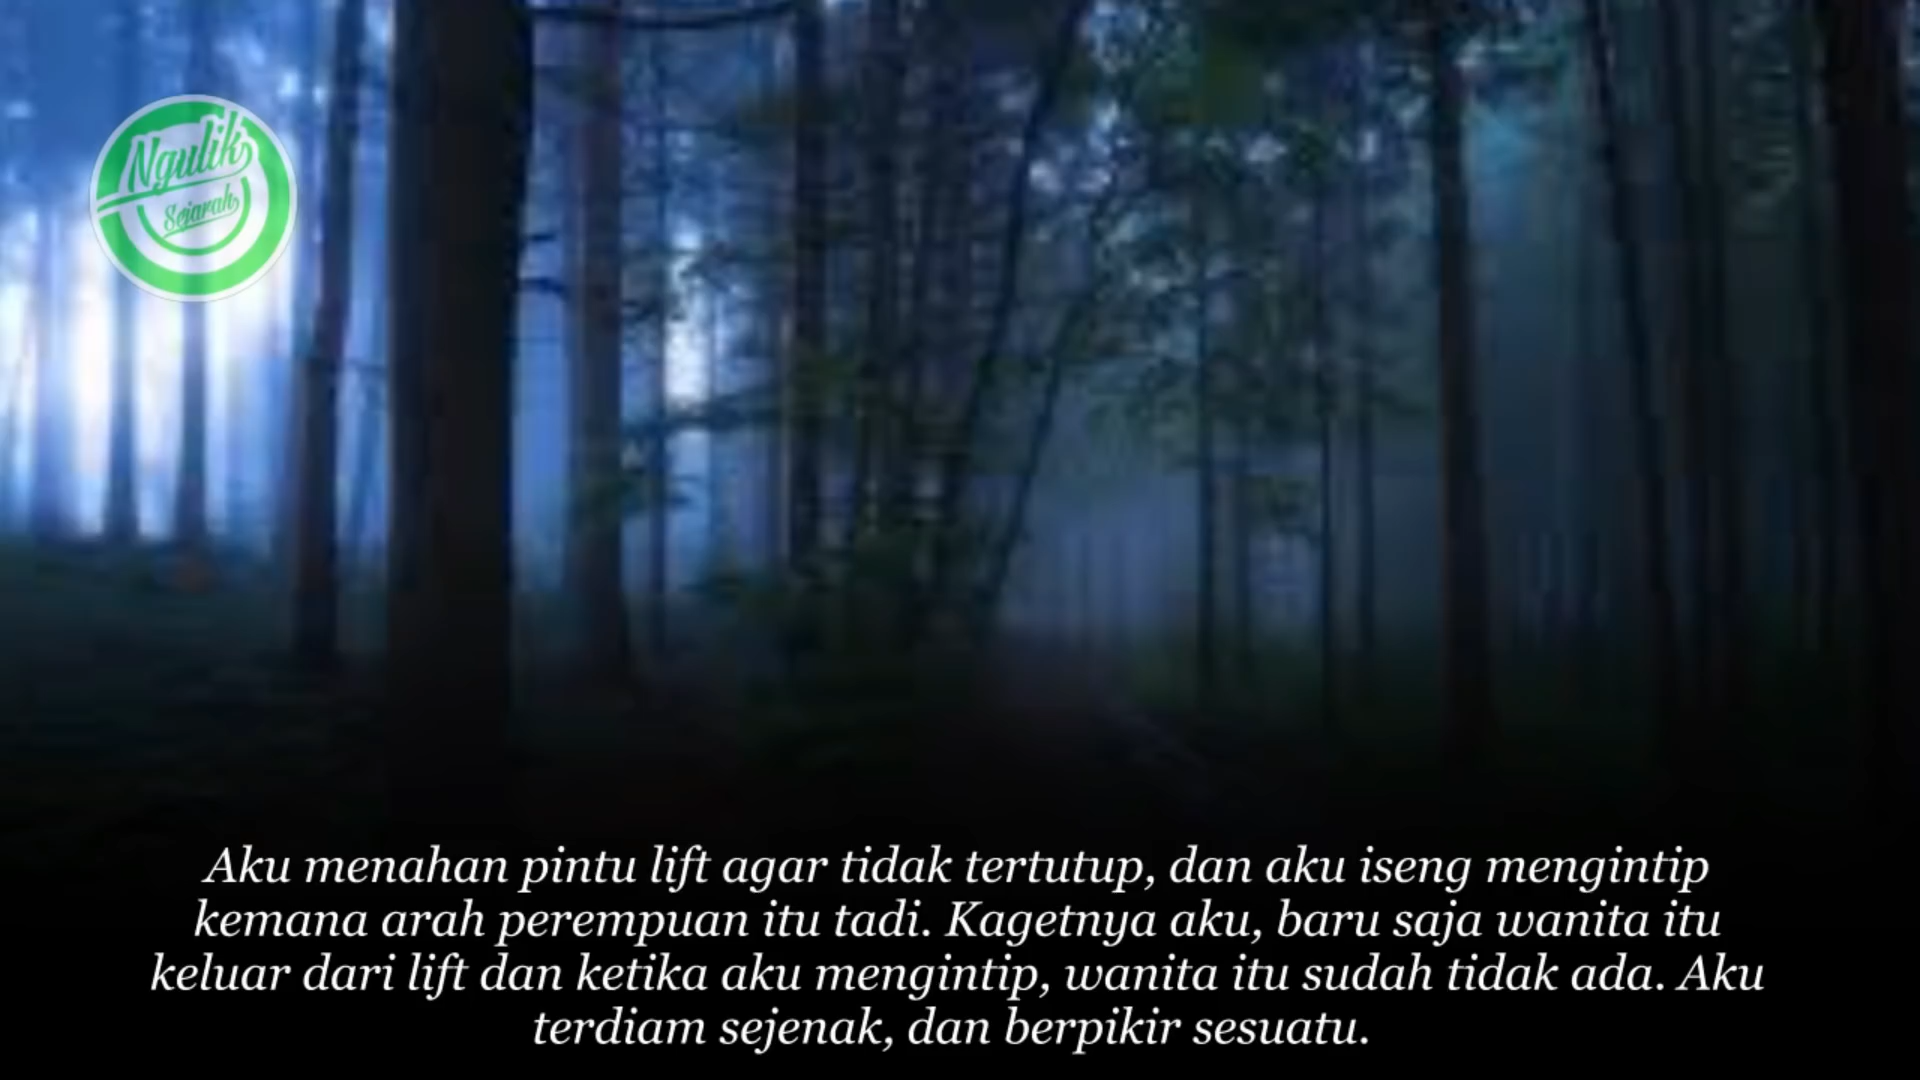 Ngulik
Sejarah
Aku menahan pintu lift agar tidak tertutup, dan aku iseng mengintip
kemana arah perempuan itu tadi. Kagetnya aku, baru saja wanita itu
keluar dari lift dan ketika aku mengintip, wanita itu sudah tidak ada. Aku
terdiam sejenak, dan berpikir sesuatu.